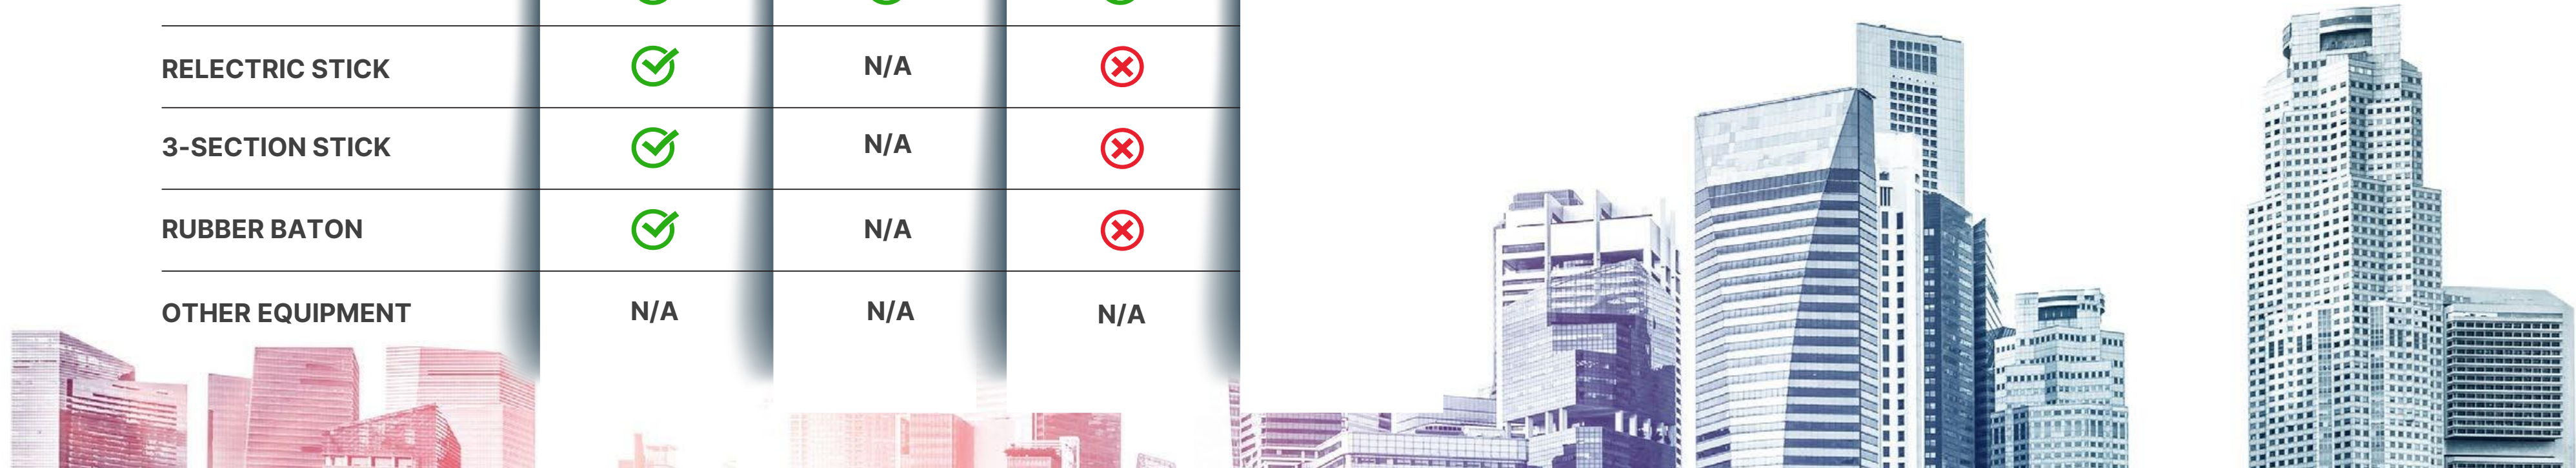 RELECTRIC STICK N/A
3-SECTION STICK N/A
RUBBER BATON N/A
OTHER EQUIPMENT N/A N/A N/A